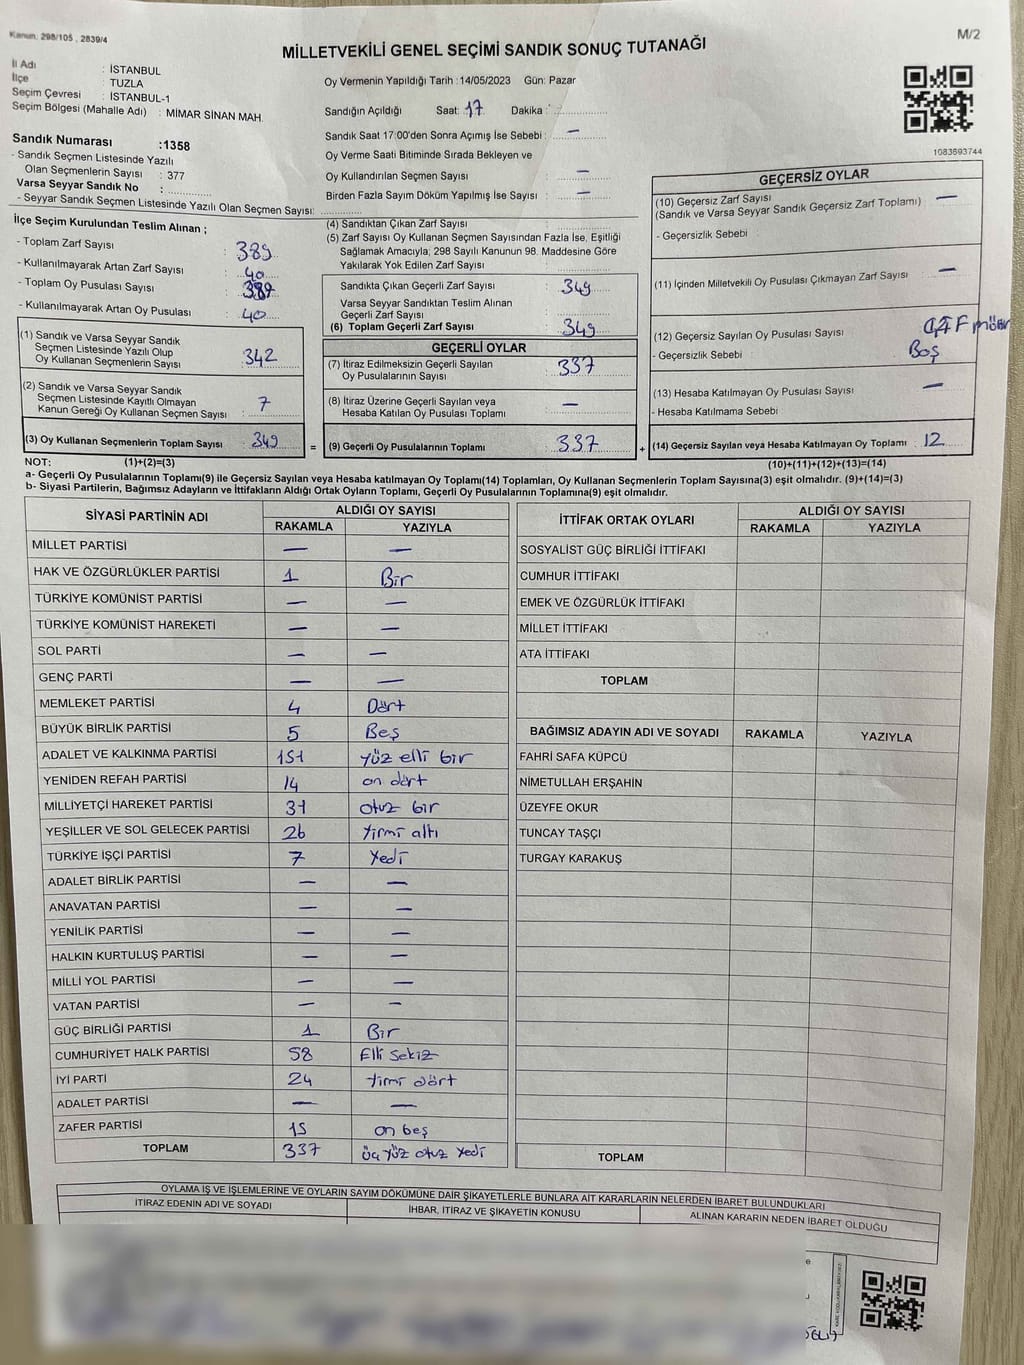 Kanun: 298/105 , 2839/4
MİLLETVEKİLİ GENEL SEÇİMİ SANDIK SONUÇ TUTANAĞI
M/2
İl Adı : İSTANBUL
İlçe : TUZLA
Seçim Çevresi : İSTANBUL-1
Seçim Bölgesi (Mahalle Adı) : MİMAR SİNAN MAH.
Sandık Numarası :1358
- Sandık Seçmen Listesinde Yazılı
Olan Seçmenlerin Sayısı : 377
Varsa Seyyar Sandık No :
- Seyyar Sandık Seçmen Listesinde Yazılı Olan Seçmen Sayısı:
Oy Vermenin Yapıldığı Tarih :14/05/2023 Gün: Pazar
Sandığın Açıldığı Saat: 17 Dakika :
Sandık Saat 17:00'den Sonra Açımış İse Sebebi : —
Oy Verme Saati Bitiminde Sırada Bekleyen ve
Oy Kullandırılan Seçmen Sayısı : —
Birden Fazla Sayım Döküm Yapılmış İse Sayısı : —
1083693744
İlçe Seçim Kurulundan Teslim Alınan ;
- Toplam Zarf Sayısı : 389
- Kullanılmayarak Artan Zarf Sayısı : 40
- Toplam Oy Pusulası Sayısı : 389
- Kullanılmayarak Artan Oy Pusulası : 40
(1) Sandık ve Varsa Seyyar Sandık
Seçmen Listesinde Yazılı Olup
Oy Kullanan Seçmenlerin Sayısı : 342
(2) Sandık ve Varsa Seyyar Sandık
Seçmen Listesinde Kayıtlı Olmayan
Kanun Gereği Oy Kullanan Seçmen Sayısı : 7
(3) Oy Kullanan Seçmenlerin Toplam Sayısı : 349
(4) Sandıktan Çıkan Zarf Sayısı :
(5) Zarf Sayısı Oy Kullanan Seçmen Sayısından Fazla İse, Eşitliği
Sağlamak Amacıyla; 298 Sayılı Kanunun 98. Maddesine Göre
Yakılarak Yok Edilen Zarf Sayısı :
Sandıkta Çıkan Geçerli Zarf Sayısı : 349
Varsa Seyyar Sandıktan Teslim Alınan
Geçerli Zarf Sayısı :
(6) Toplam Geçerli Zarf Sayısı : 349
GEÇERLİ OYLAR
(7) İtiraz Edilmeksizin Geçerli Sayılan
Oy Pusulalarının Sayısı : 337
(8) İtiraz Üzerine Geçerli Sayılan veya
Hesaba Katılan Oy Pusulası Toplamı : —
= (9) Geçerli Oy Pusulalarının Toplamı : 337
GEÇERSİZ OYLAR
(10) Geçersiz Zarf Sayısı : —
(Sandık ve Varsa Seyyar Sandık Geçersiz Zarf Toplamı)
- Geçersizlik Sebebi :
(11) İçinden Milletvekili Oy Pusulası Çıkmayan Zarf Sayısı : —
(12) Geçersiz Sayılan Oy Pusulası Sayısı :
- Geçersizlik Sebebi : Boş
(13) Hesaba Katılmayan Oy Pusulası Sayısı : —
- Hesaba Katılmama Sebebi :
+ (14) Geçersiz Sayılan veya Hesaba Katılmayan Oy Toplamı : 12
NOT: (1)+(2)=(3)
(10)+(11)+(12)+(13)=(14)
a- Geçerli Oy Pusulalarının Toplamı(9) ile Geçersiz Sayılan veya Hesaba Katılmayan Oy Toplamı(14) Toplamları, Oy Kullanan Seçmenlerin Toplam Sayısına(3) eşit olmalıdır. (9)+(14)=(3)
b- Siyasi Partilerin, Bağımsız Adayların ve İttifakların Aldığı Ortak Oyların Toplamı, Geçerli Oy Pusulalarının Toplamına(9) eşit olmalıdır.
SİYASİ PARTİNİN ADI ALDIĞI OY SAYISI
RAKAMLA YAZIYLA
MİLLET PARTİSİ — —
HAK VE ÖZGÜRLÜKLER PARTİSİ 1 Bir
TÜRKİYE KOMÜNİST PARTİSİ — —
TÜRKİYE KOMÜNİST HAREKETİ — —
SOL PARTİ — —
GENÇ PARTİ — —
MEMLEKET PARTİSİ 4 Dört
BÜYÜK BİRLİK PARTİSİ 5 Beş
ADALET VE KALKINMA PARTİSİ 151 yüz elli bir
YENİDEN REFAH PARTİSİ 14 on dört
MİLLİYETÇİ HAREKET PARTİSİ 31 otuz bir
YEŞİLLER VE SOL GELECEK PARTİSİ 26 Yirmi altı
TÜRKİYE İŞÇİ PARTİSİ 7 Yedi
ADALET BİRLİK PARTİSİ — —
ANAVATAN PARTİSİ — —
YENİLİK PARTİSİ — —
HALKIN KURTULUŞ PARTİSİ — —
MİLLİ YOL PARTİSİ — —
VATAN PARTİSİ — —
GÜÇ BİRLİĞİ PARTİSİ 1 Bir
CUMHURİYET HALK PARTİSİ 58 Elli sekiz
İYİ PARTİ 24 Yirmi dört
ADALET PARTİSİ — —
ZAFER PARTİSİ 15 on beş
TOPLAM 337 üç yüz otuz yedi
İTTİFAK ORTAK OYLARI ALDIĞI OY SAYISI
RAKAMLA YAZIYLA
SOSYALİST GÜÇ BİRLİĞİ İTTİFAKI
CUMHUR İTTİFAKI
EMEK VE ÖZGÜRLÜK İTTİFAKI
MİLLET İTTİFAKI
ATA İTTİFAKI
TOPLAM
BAĞIMSIZ ADAYIN ADI VE SOYADI RAKAMLA YAZIYLA
FAHRİ SAFA KÜPCÜ
NİMETULLAH ERŞAHİN
ÜZEYFE OKUR
TUNCAY TAŞÇI
TURGAY KARAKUŞ
TOPLAM
OYLAMA İŞ VE İŞLEMLERİNE VE OYLARIN SAYIM DÖKÜMÜNE DAİR ŞİKAYETLERLE BUNLARA AİT KARARLARIN NELERDEN İBARET BULUNDUKLARI
İTİRAZ EDENİN ADI VE SOYADI İHBAR, İTİRAZ VE ŞİKAYETİN KONUSU ALINAN KARARIN NEDEN İBARET OLDUĞU